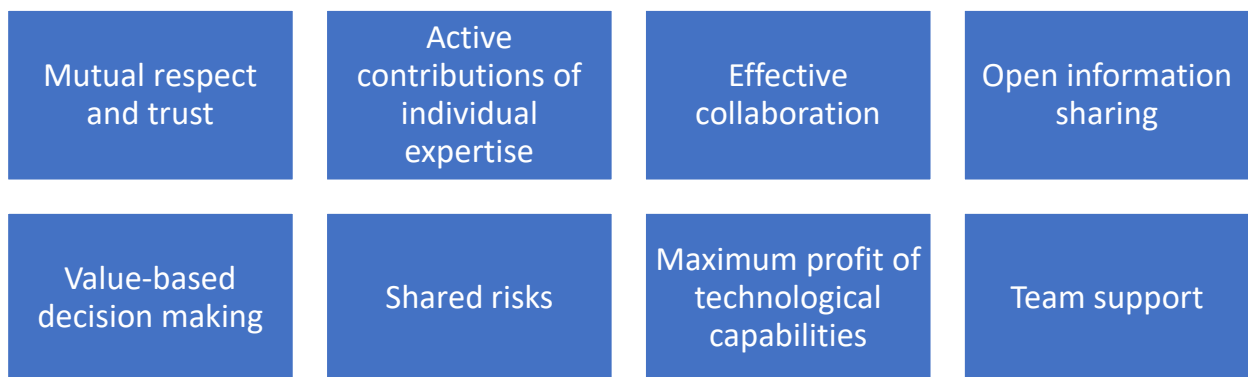 Mutual respect
and trust
Active
contributions of
individual
expertise
Effective
collaboration
Open information
sharing
Value-based
decision making
Shared risks
Maximum profit of
technological
capabilities
Team support